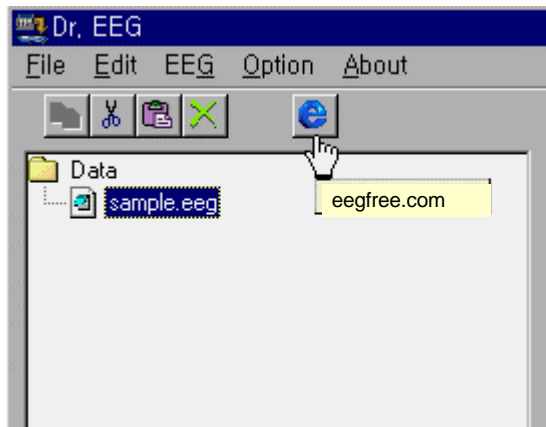 Dr, EEG
File Edit EEG Option About
Data
sample.eeg
eegfree.com